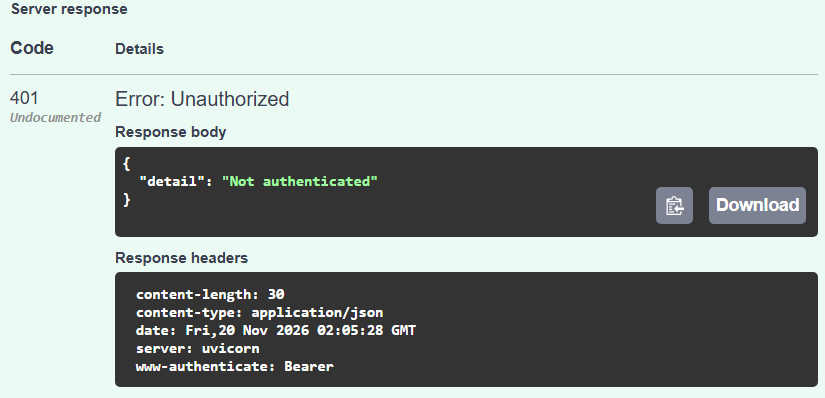 Server response
Code Details
401 Error: Unauthorized
Undocumented
Response body
{
"detail": "Not authenticated"
}
Download
Response headers
content-length: 30
content-type: application/json
date: Fri,20 Nov 2026 02:05:28 GMT
server: uvicorn
www-authenticate: Bearer